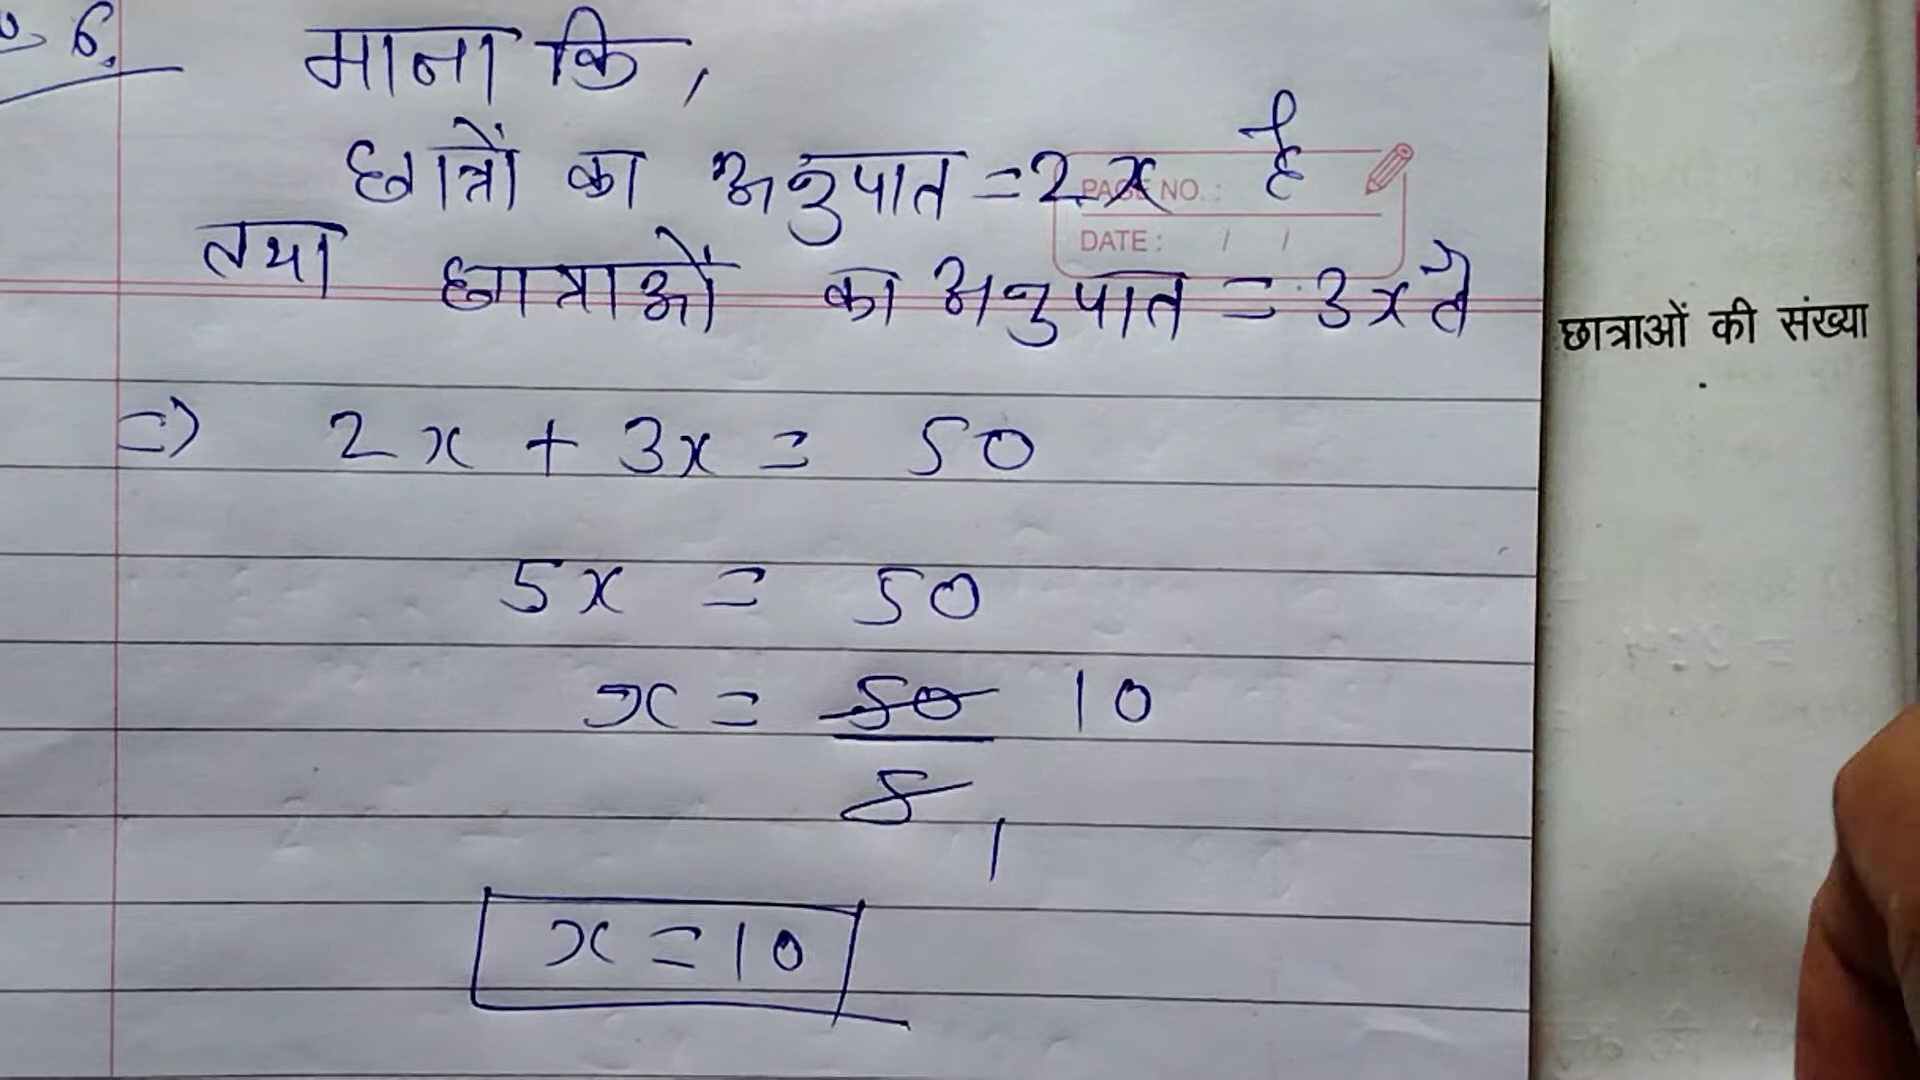 6.
माना कि,
छात्रों का अनुपात = 2x है
PAGE NO.:
DATE: / /
तथा छात्राओं का अनुपात = 3x है
छात्राओं की संख्या
=> 2x + 3x = 50
5x = 50
x = 50 10
5 1
x = 10